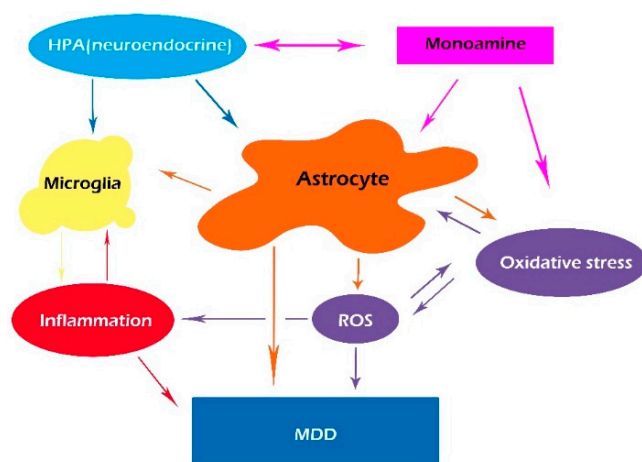 HPA(neuroendocrine)
Monoamine
Microglia
Astrocyte
Oxidative stress
Inflammation
ROS
MDD